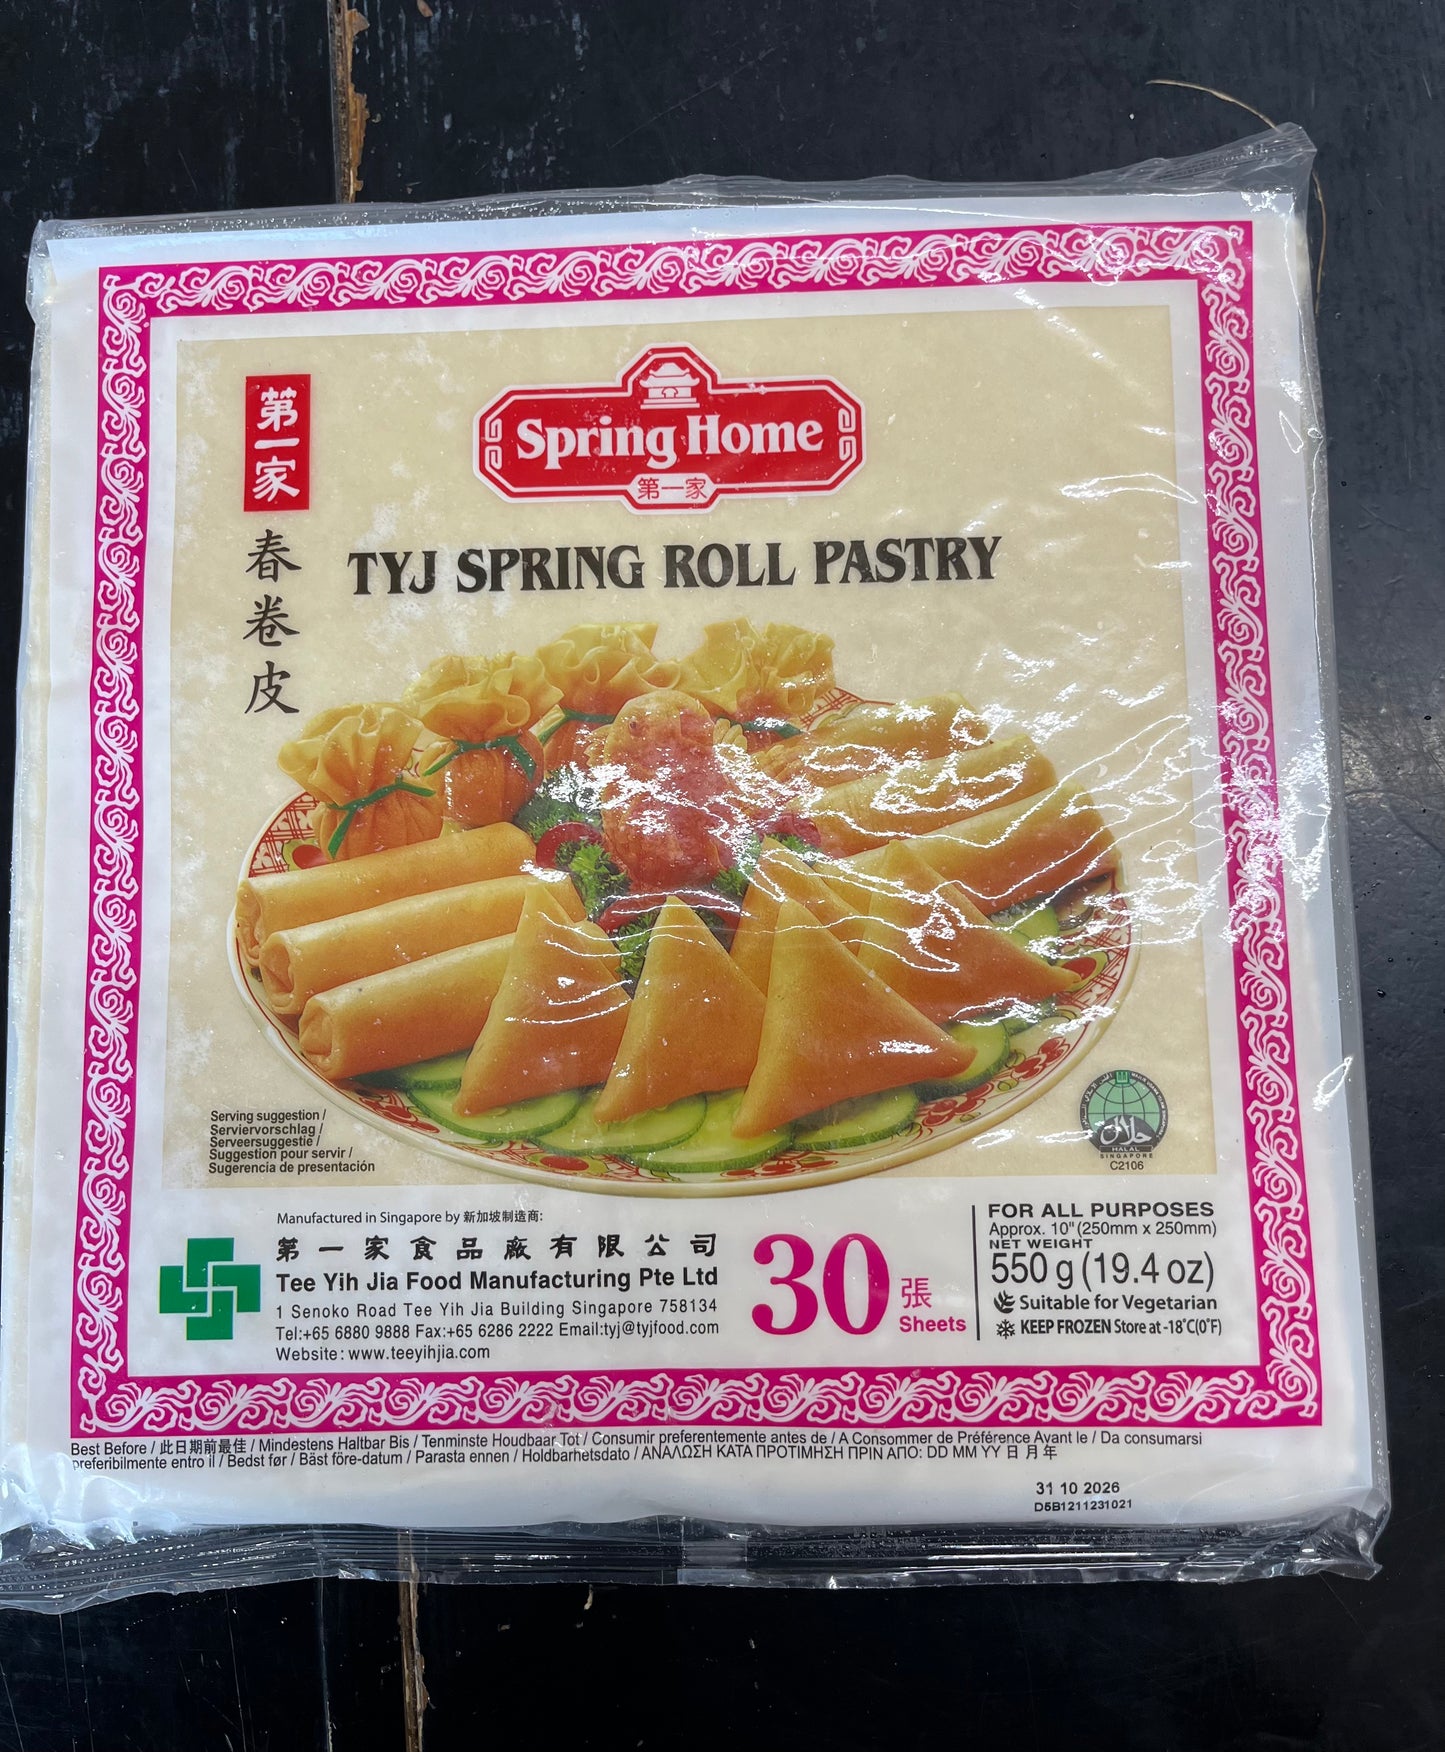 第一家
春卷皮
Spring Home
第一家
TYJ SPRING ROLL PASTRY
Serving suggestion /
Serviervorschlag /
Serveersuggestie /
Suggestion pour servir /
Sugerencia de presentación
حلال
HALAL
SINGAPORE
C2106
Manufactured in Singapore by 新加坡制造商:
第一家食品廠有限公司
Tee Yih Jia Food Manufacturing Pte Ltd
1 Senoko Road Tee Yih Jia Building Singapore 758134
Tel:+65 6880 9888 Fax:+65 6286 2222 Email:tyj@tyjfood.com
Website: www.teeyihjia.com
30 張
Sheets
FOR ALL PURPOSES
Approx. 10" (250mm x 250mm)
NET WEIGHT
550 g (19.4 oz)
Suitable for Vegetarian
KEEP FROZEN Store at -18°C(0°F)
Best Before / 此日期前最佳 / Mindestens Haltbar Bis / Tenminste Houdbaar Tot / Consumir preferentemente antes de / A Consommer de Préférence Avant le / Da consumarsi
preferibilmente entro il / Bedst før / Bäst före-datum / Parasta ennen / Holdbarhetsdato / ΑΝΑΛΩΣΗ ΚΑΤΑ ΠΡΟΤΙΜΗΣΗ ΠΡΙΝ ΑΠΟ: DD MM YY 日 月 年
31 10 2026
D5B1211231021